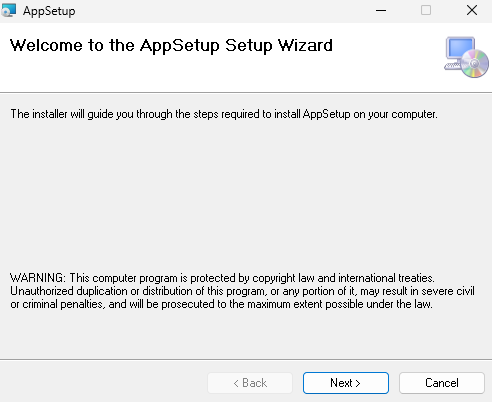 AppSetup
Welcome to the AppSetup Setup Wizard
The installer will guide you through the steps required to install AppSetup on your computer.
WARNING: This computer program is protected by copyright law and international treaties.
Unauthorized duplication or distribution of this program, or any portion of it, may result in severe civil
or criminal penalties, and will be prosecuted to the maximum extent possible under the law.
< Back
Next >
Cancel